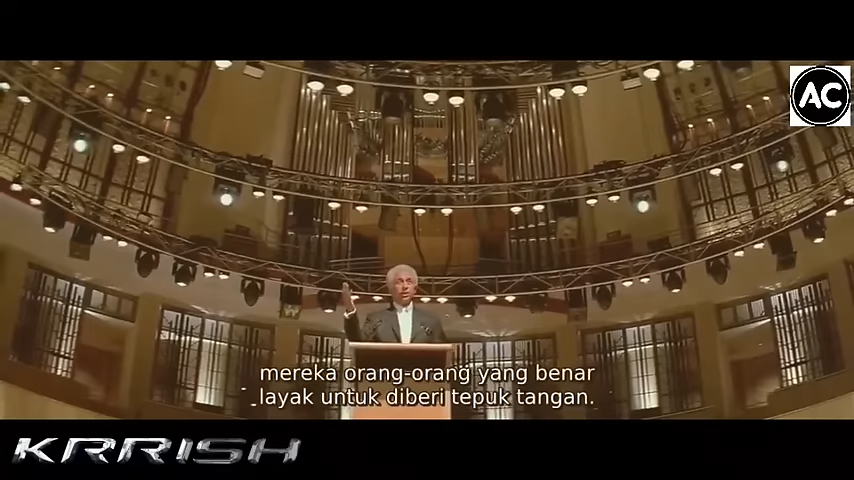 AC
mereka orang-orang yang benar
layak untuk diberi tepuk tangan.
KRRISH